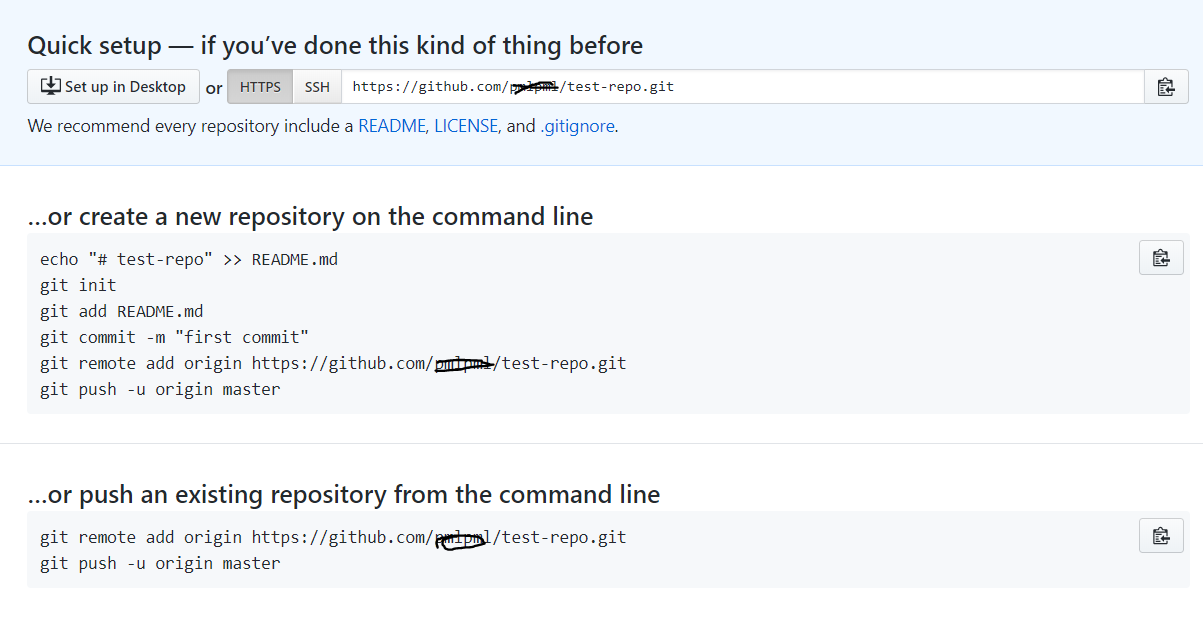 Quick setup — if you’ve done this kind of thing before
Set up in Desktop or HTTPS SSH https://github.com/ /test-repo.git
We recommend every repository include a README, LICENSE, and .gitignore.
…or create a new repository on the command line
echo "# test-repo" >> README.md
git init
git add README.md
git commit -m "first commit"
git remote add origin https://github.com/ /test-repo.git
git push -u origin master
…or push an existing repository from the command line
git remote add origin https://github.com/ /test-repo.git
git push -u origin master